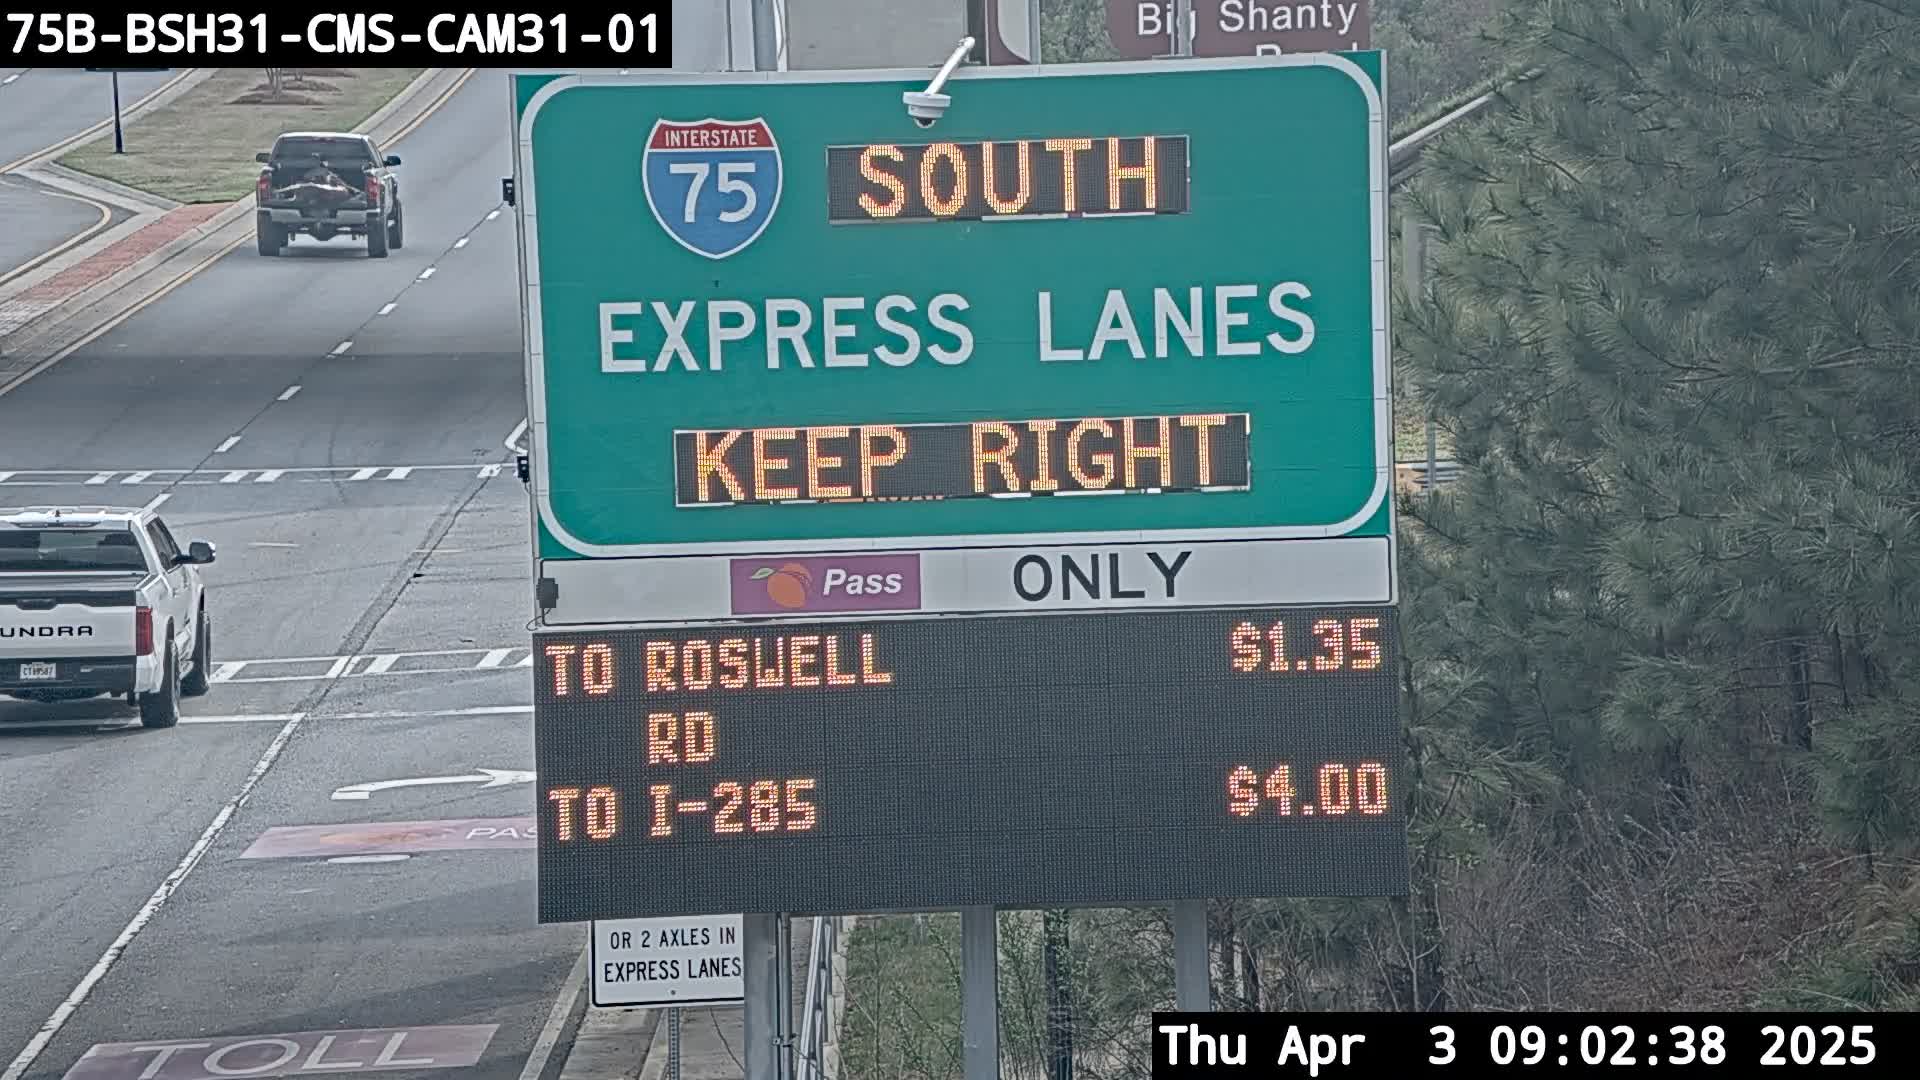 75B-BSH31-CMS-CAM31-01
Big Shanty
INTERSTATE
75
SOUTH
EXPRESS LANES
KEEP RIGHT
Pass ONLY
TO ROSWELL $1.35
RD
TO I-285 $4.00
UNDRA
PAS
OR 2 AXLES IN
EXPRESS LANES
TOLL
Thu Apr 3 09:02:38 2025